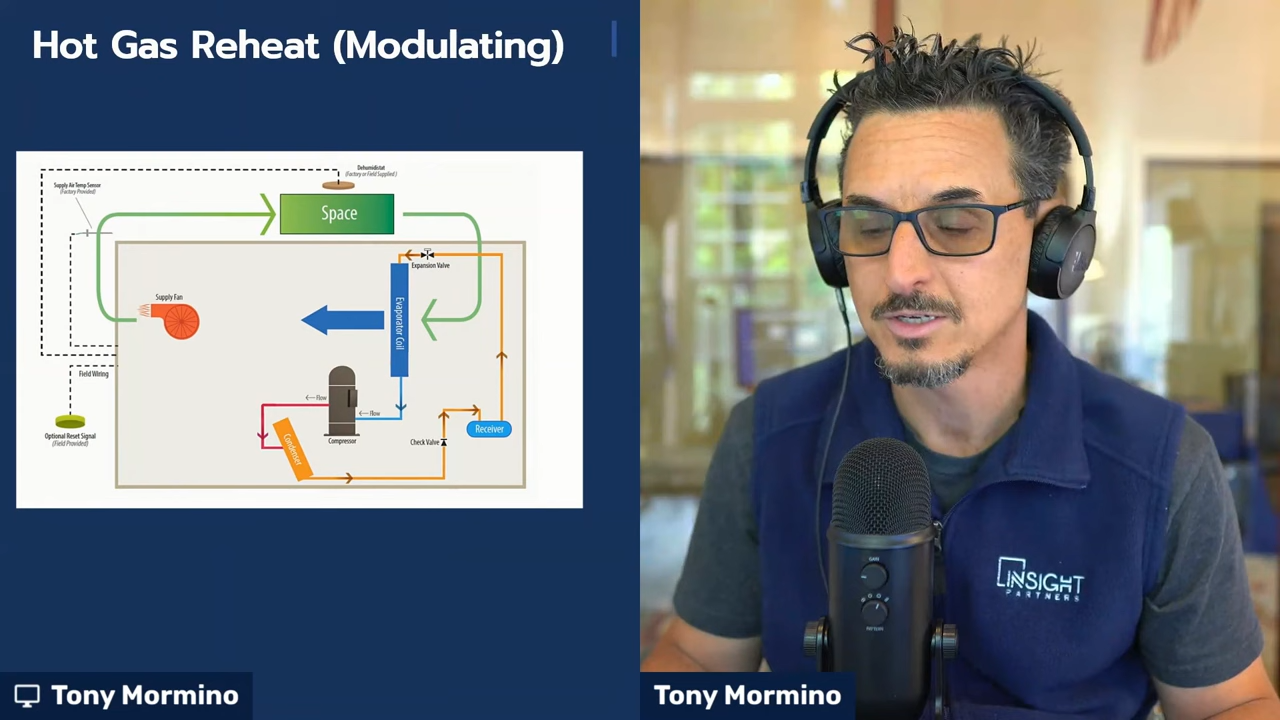 Hot Gas Reheat (Modulating)
Dehumidistat
(Factory or Field Supplied)
Supply Air Temp Sensor
(Factory Provided)
Space
Expansion Valve
Supply Fan
Evaporator Coil
Field Wiring
Flow
Flow
Optional Reset Signal
(Field Provided)
Compressor
Condenser
Check Valve
Receiver
INSIGHT
PARTNERS
GAIN
PATTERN
Tony Mormino
Tony Mormino